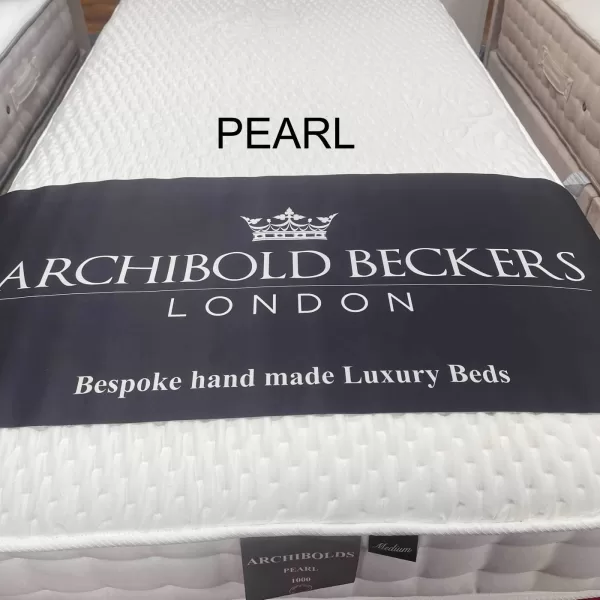 PEARL
ARCHIBOLD BECKERS
LONDON
Bespoke hand made Luxury Beds
ARCHIBOLDS
PEARL
1000
Medium